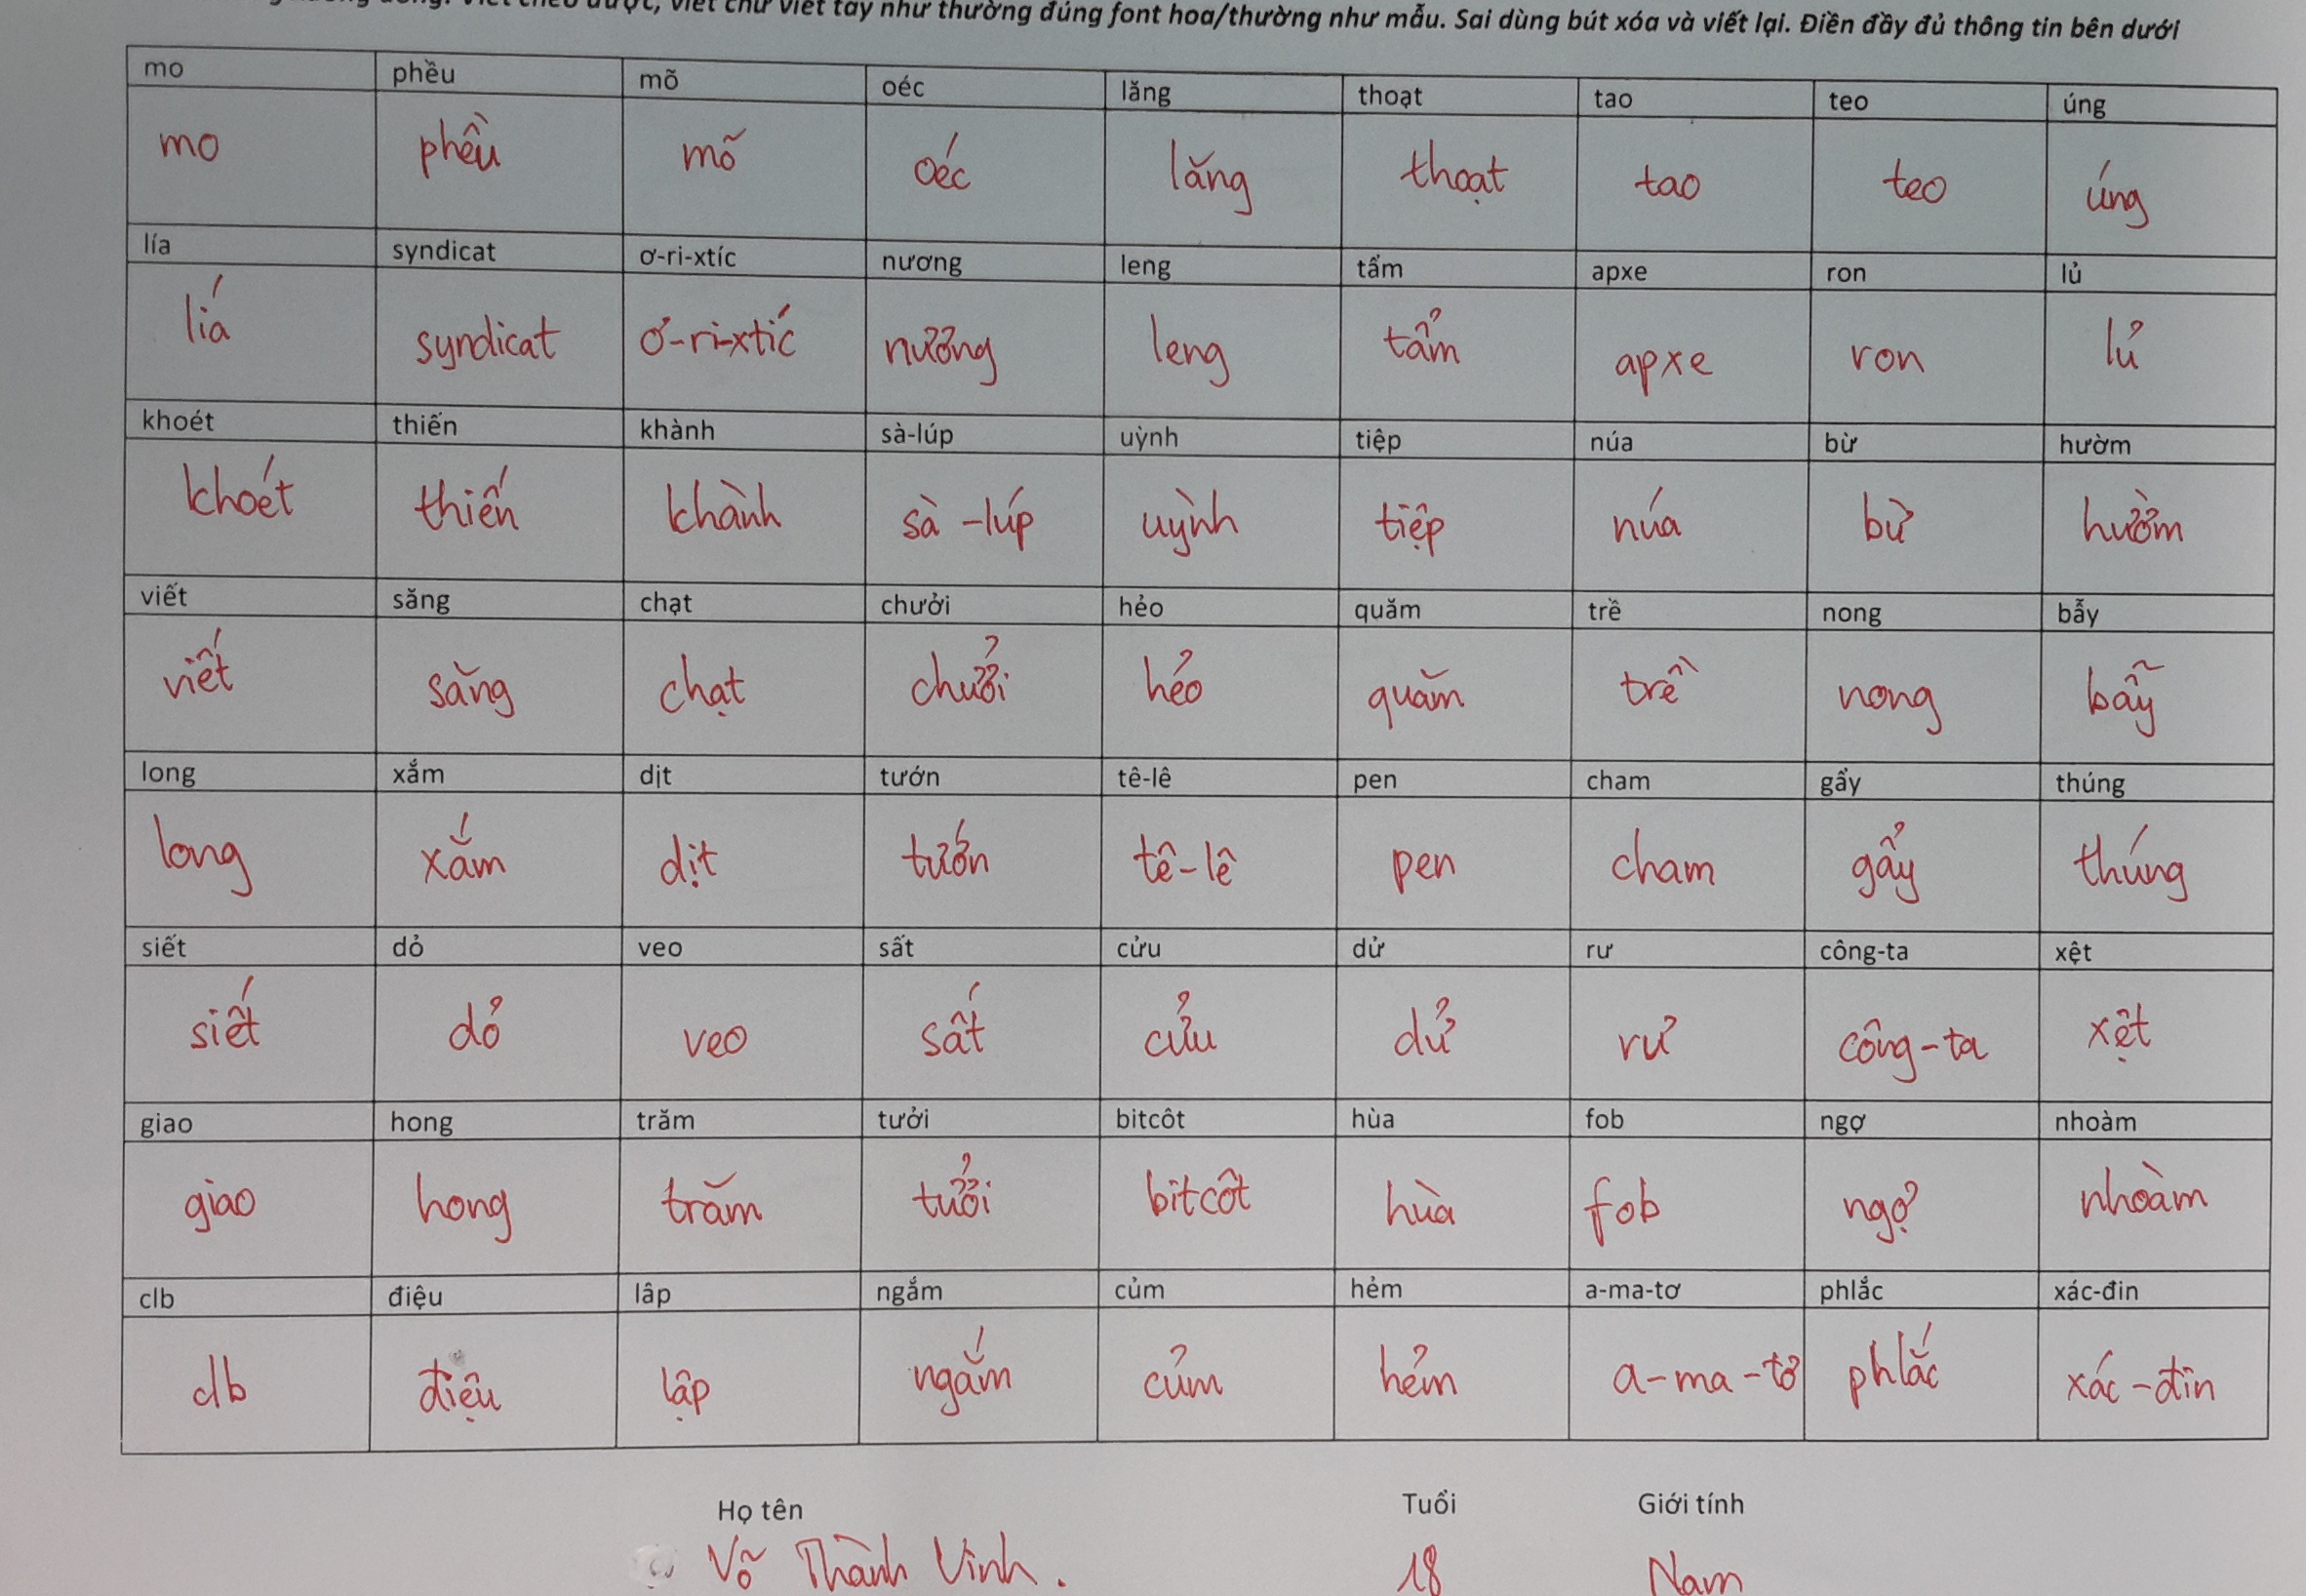 viết theo được, viết chữ viết tay như thường đúng font hoa/thường như mẫu. Sai dùng bút xóa và viết lại. Điền đầy đủ thông tin bên dưới
mo phều mõ oéc lăng thoạt tao teo úng
mo phều mõ oéc lăng thoạt tao teo úng
lía syndicat ơ-ri-xtíc nương leng tẩm apxe ron lủ
lía syndicat ơ-ri-xtíc nương leng tẩm apxe ron lủ
khoét thiến khành sà-lúp uỳnh tiệp núa bừ hườm
khoét thiến khành sà-lúp uỳnh tiệp núa bừ hườm
viết săng chạt chưởi hẻo quăm trề nong bẫy
viết săng chạt chưởi hẻo quăm trề nong bẫy
long xắm dịt tướn tê-lê pen cham gẩy thúng
long xắm dịt tướn tê-lê pen cham gẩy thúng
siết dỏ veo sất cửu dử rư công-ta xệt
siết dỏ veo sất cửu dử rư công-ta xệt
giao hong trăm tưởi bitcôt hùa fob ngợ nhoàm
giao hong trăm tưởi bitcôt hùa fob ngợ nhoàm
clb điệu lâp ngắm củm hẻm a-ma-tơ phlắc xác-đin
clb điệu lập ngắm củm hẻm a-ma-tơ phlắc xác-đin
Họ tên Tuổi Giới tính
Võ Thành Vinh. 18 Nam